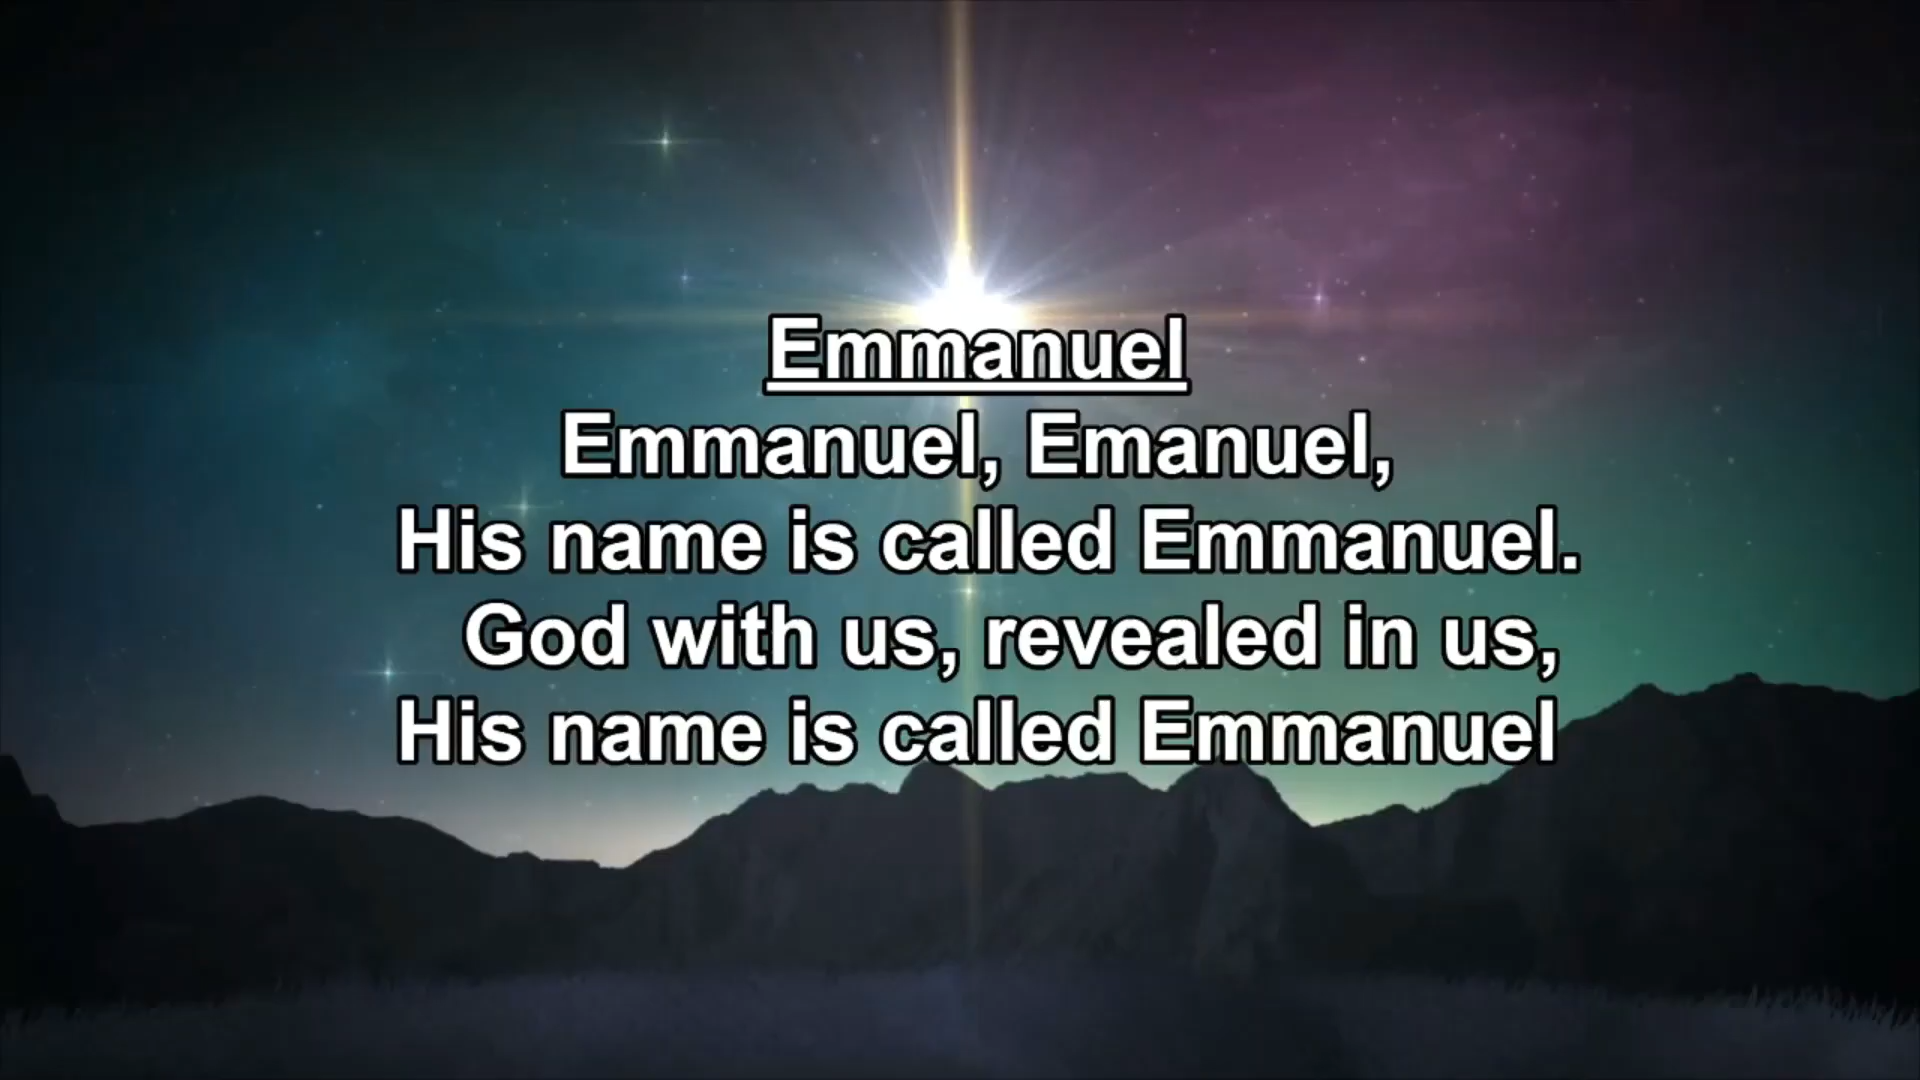 Emmanuel
Emmanuel, Emanuel,
His name is called Emmanuel.
God with us, revealed in us,
His name is called Emmanuel